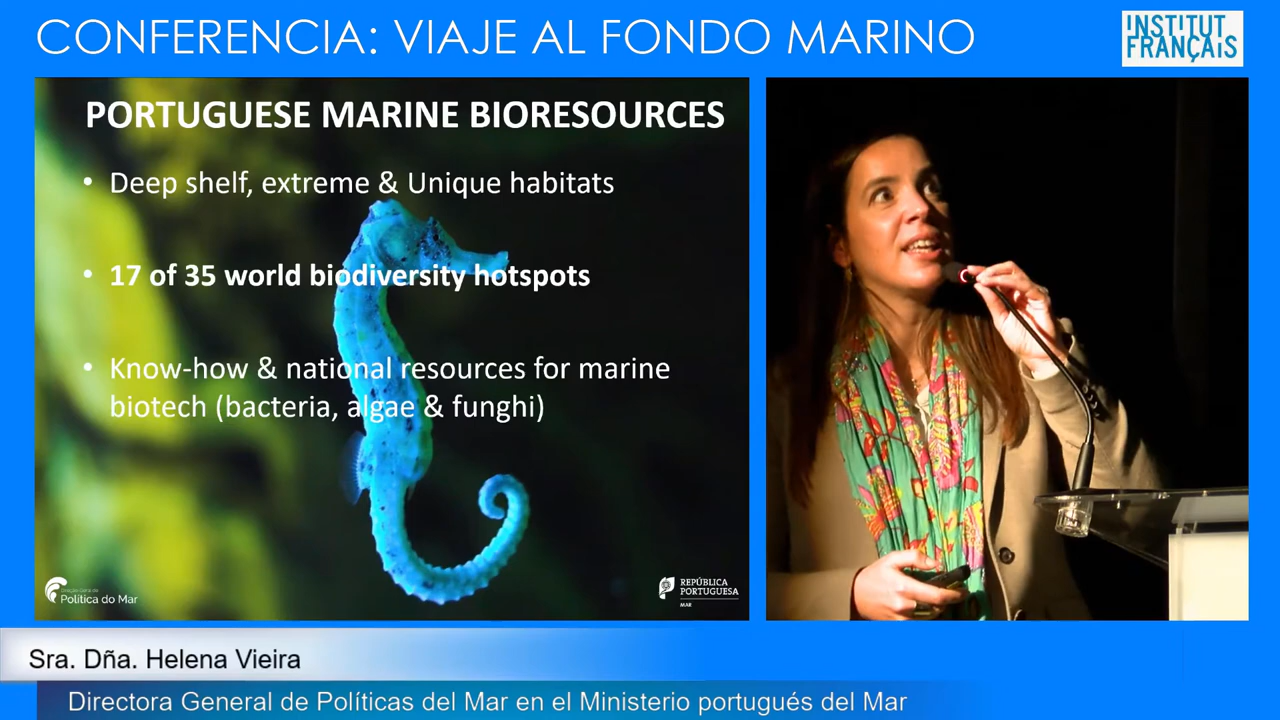 CONFERENCIA: VIAJE AL FONDO MARINO
INSTITUT
FRANÇAIS
PORTUGUESE MARINE BIORESOURCES
• Deep shelf, extreme & Unique habitats
• 17 of 35 world biodiversity hotspots
• Know-how & national resources for marine
biotech (bacteria, algae & funghi)
Política do Mar
REPÚBLICA
PORTUGUESA
MAR
Sra. Dña. Helena Vieira
Directora General de Políticas del Mar en el Ministerio portugués del Mar